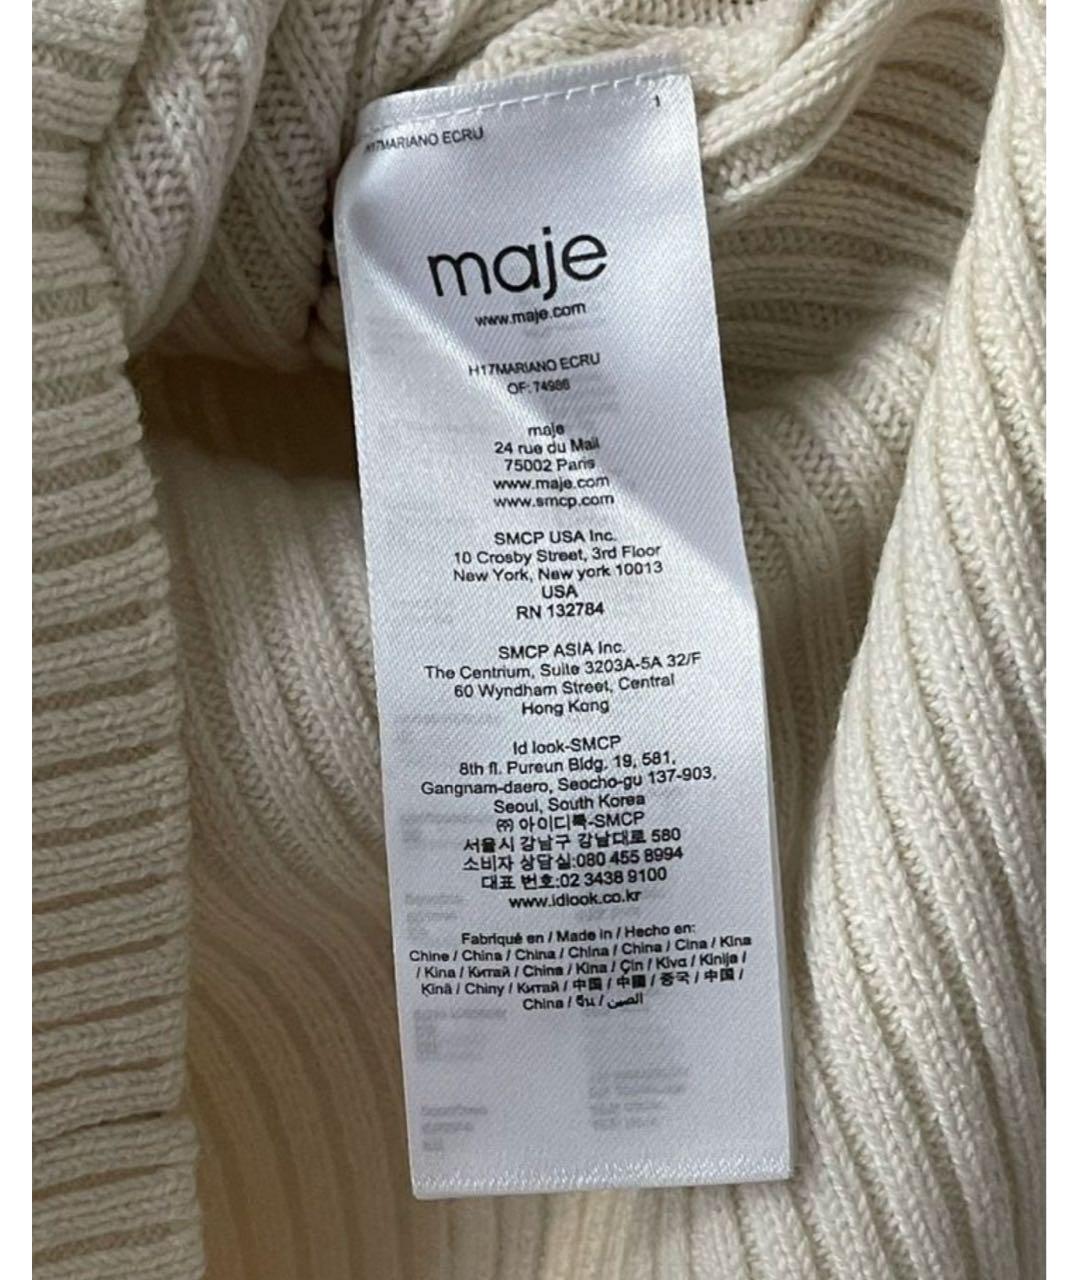 1
H17MARIANO ECRU
maje
www.maje.com
H17MARIANO ECRU
OF: 74986
maje
24 rue du Mail
75002 Paris
www.maje.com
www.smcp.com
SMCP USA Inc.
10 Crosby Street, 3rd Floor
New York, New york 10013
USA
RN 132784
SMCP ASIA Inc.
The Centrium, Suite 3203A-5A 32/F
60 Wyndham Street, Central
Hong Kong
Id look-SMCP
8th fl. Pureun Bldg. 19, 581,
Gangnam-daero, Seocho-gu 137-903,
Seoul, South Korea
㈜ 아이디룩-SMCP
서울시 강남구 강남대로 580
소비자 상담실:080 455 8994
대표 번호:02 3438 9100
www.idlook.co.kr
Fabriqué en / Made in / Hecho en:
Chine / China / China / China / China / Cina / Kina
/ Kina / Китай / China / Kina / Çin / Kiva / Kinija /
Kīnā / Chiny / Китай / 中国 / 中國 / 중국 / 中国 /
China / จีน / الصين